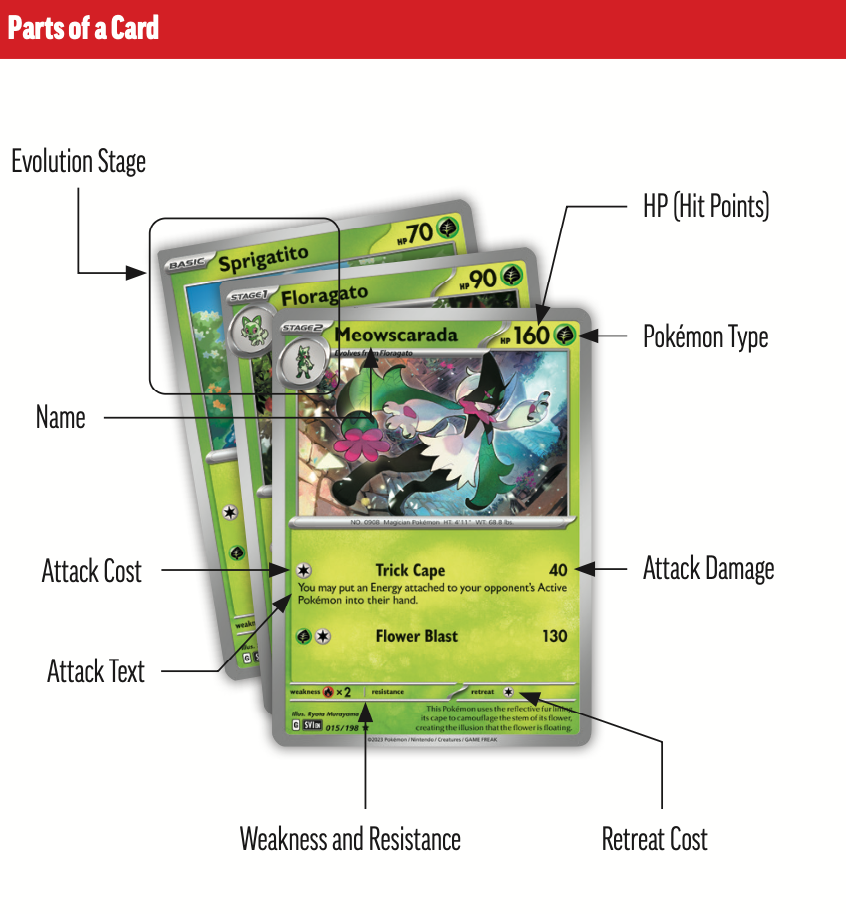 Parts of a Card
Evolution Stage
HP (Hit Points)
BASIC Sprigatito HP 70
STAGE1 Floragato HP 90
STAGE2 Meowscarada HP 160
Evolves from Floragato
Pokémon Type
Name
NO. 0908 Magician Pokémon HT. 4'11" WT. 68.8 lbs.
Attack Cost
Trick Cape 40
Attack Damage
You may put an Energy attached to your opponent's Active
Pokémon into their hand.
Flower Blast 130
Attack Text
weakn
weakness ×2 resistance retreat
Illus.
Illus. Ryota Murayama
G SVI EN 015/198
This Pokémon uses the reflective fur lining
its cape to camouflage the stem of its flower,
creating the illusion that the flower is floating.
©2023 Pokémon / Nintendo / Creatures / GAME FREAK
Weakness and Resistance
Retreat Cost